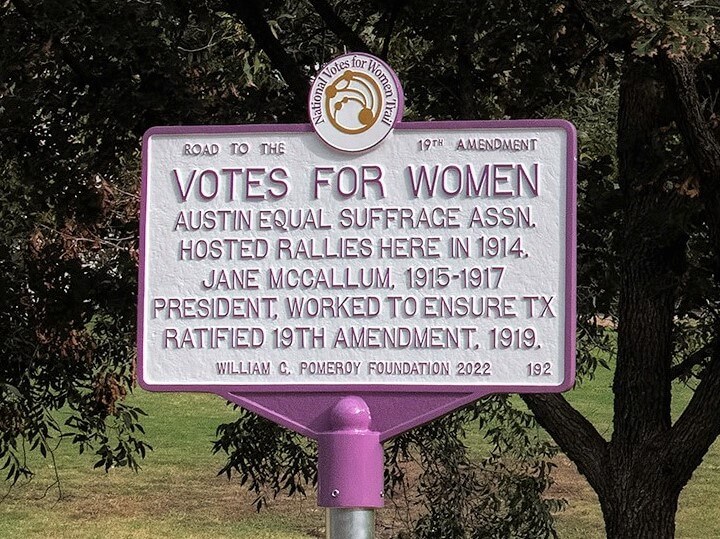 National Votes for Women Trail
ROAD TO THE 19TH AMENDMENT
VOTES FOR WOMEN
AUSTIN EQUAL SUFFRAGE ASSN.
HOSTED RALLIES HERE IN 1914.
JANE MCCALLUM, 1915-1917
PRESIDENT, WORKED TO ENSURE TX
RATIFIED 19TH AMENDMENT, 1919.
WILLIAM C. POMEROY FOUNDATION 2022 192